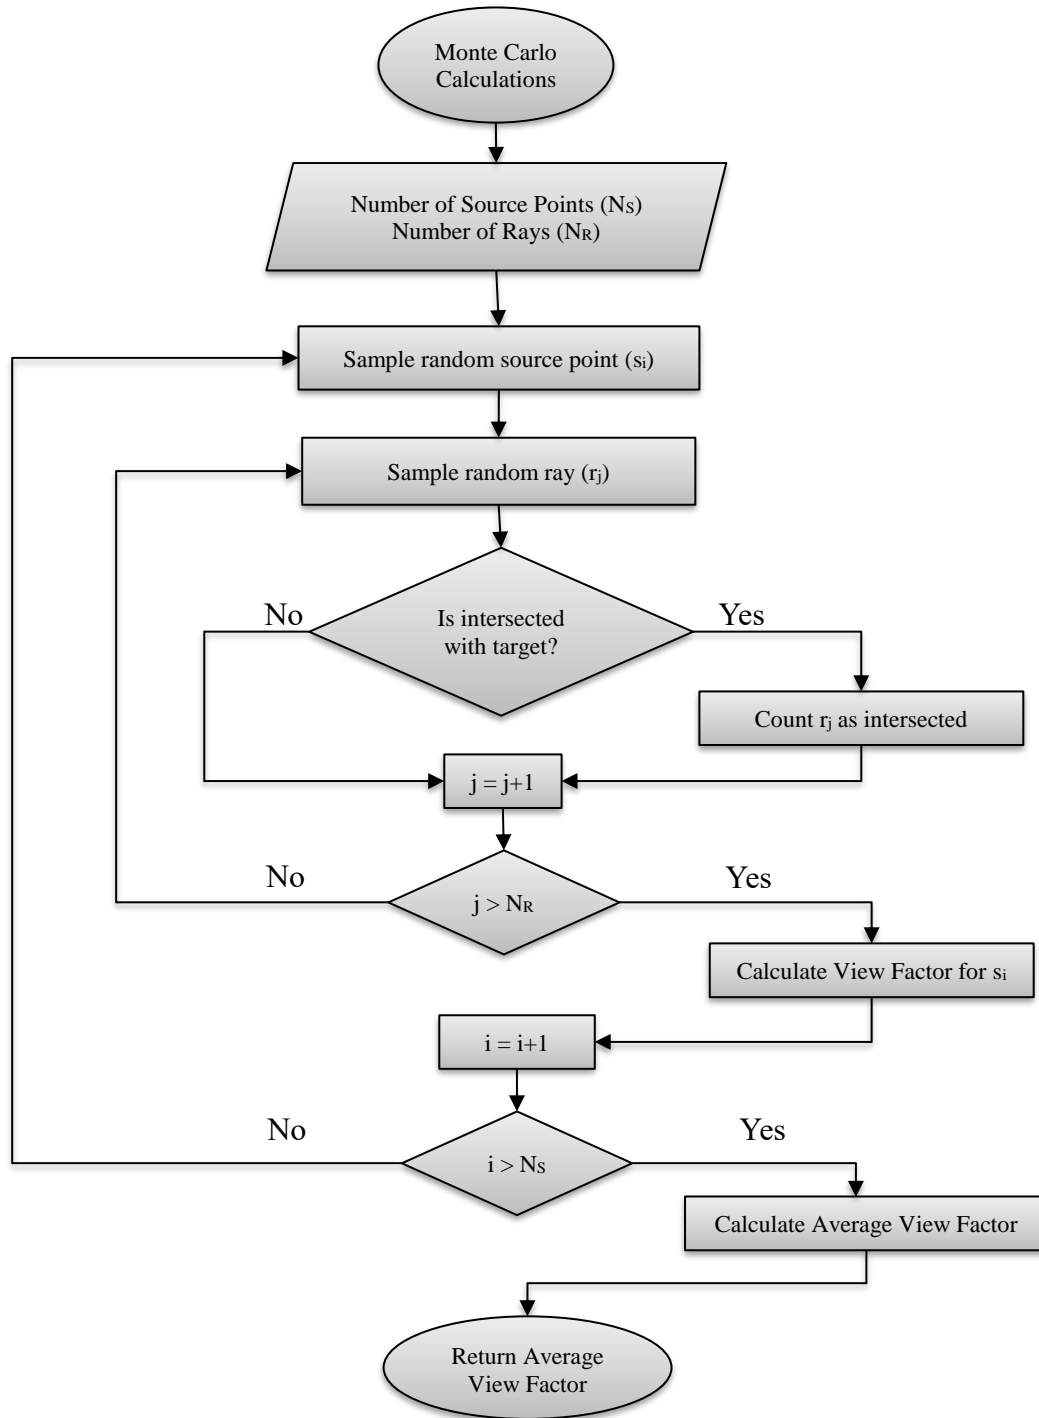 Monte Carlo
Calculations
Number of Source Points (NS)
Number of Rays (NR)
Sample random source point (si)
Sample random ray (rj)
No
Yes
Is intersected
with target?
Count rj as intersected
j = j+1
No
Yes
j > NR
Calculate View Factor for si
i = i+1
No
Yes
i > NS
Calculate Average View Factor
Return Average
View Factor